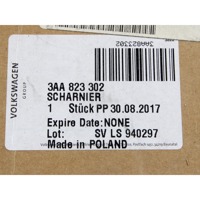 3AA823302
VOLKSWAGEN
GROUP
3AA 823 302
SCHARNIER
1 Stück PP 30.08.2017
Expire Date: NONE
Lot: SV LS 940297
Made in POLAND